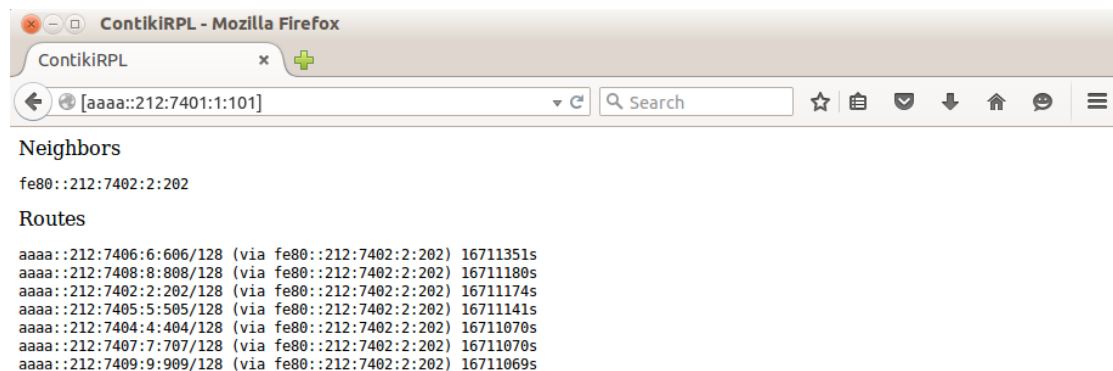 ContikiRPL - Mozilla Firefox
ContikiRPL
[aaaa::212:7401:1:101]
Search
Neighbors
fe80::212:7402:2:202
Routes
aaaa::212:7406:6:606/128 (via fe80::212:7402:2:202) 16711351s
aaaa::212:7408:8:808/128 (via fe80::212:7402:2:202) 16711180s
aaaa::212:7402:2:202/128 (via fe80::212:7402:2:202) 16711174s
aaaa::212:7405:5:505/128 (via fe80::212:7402:2:202) 16711141s
aaaa::212:7404:4:404/128 (via fe80::212:7402:2:202) 16711070s
aaaa::212:7407:7:707/128 (via fe80::212:7402:2:202) 16711070s
aaaa::212:7409:9:909/128 (via fe80::212:7402:2:202) 16711069s